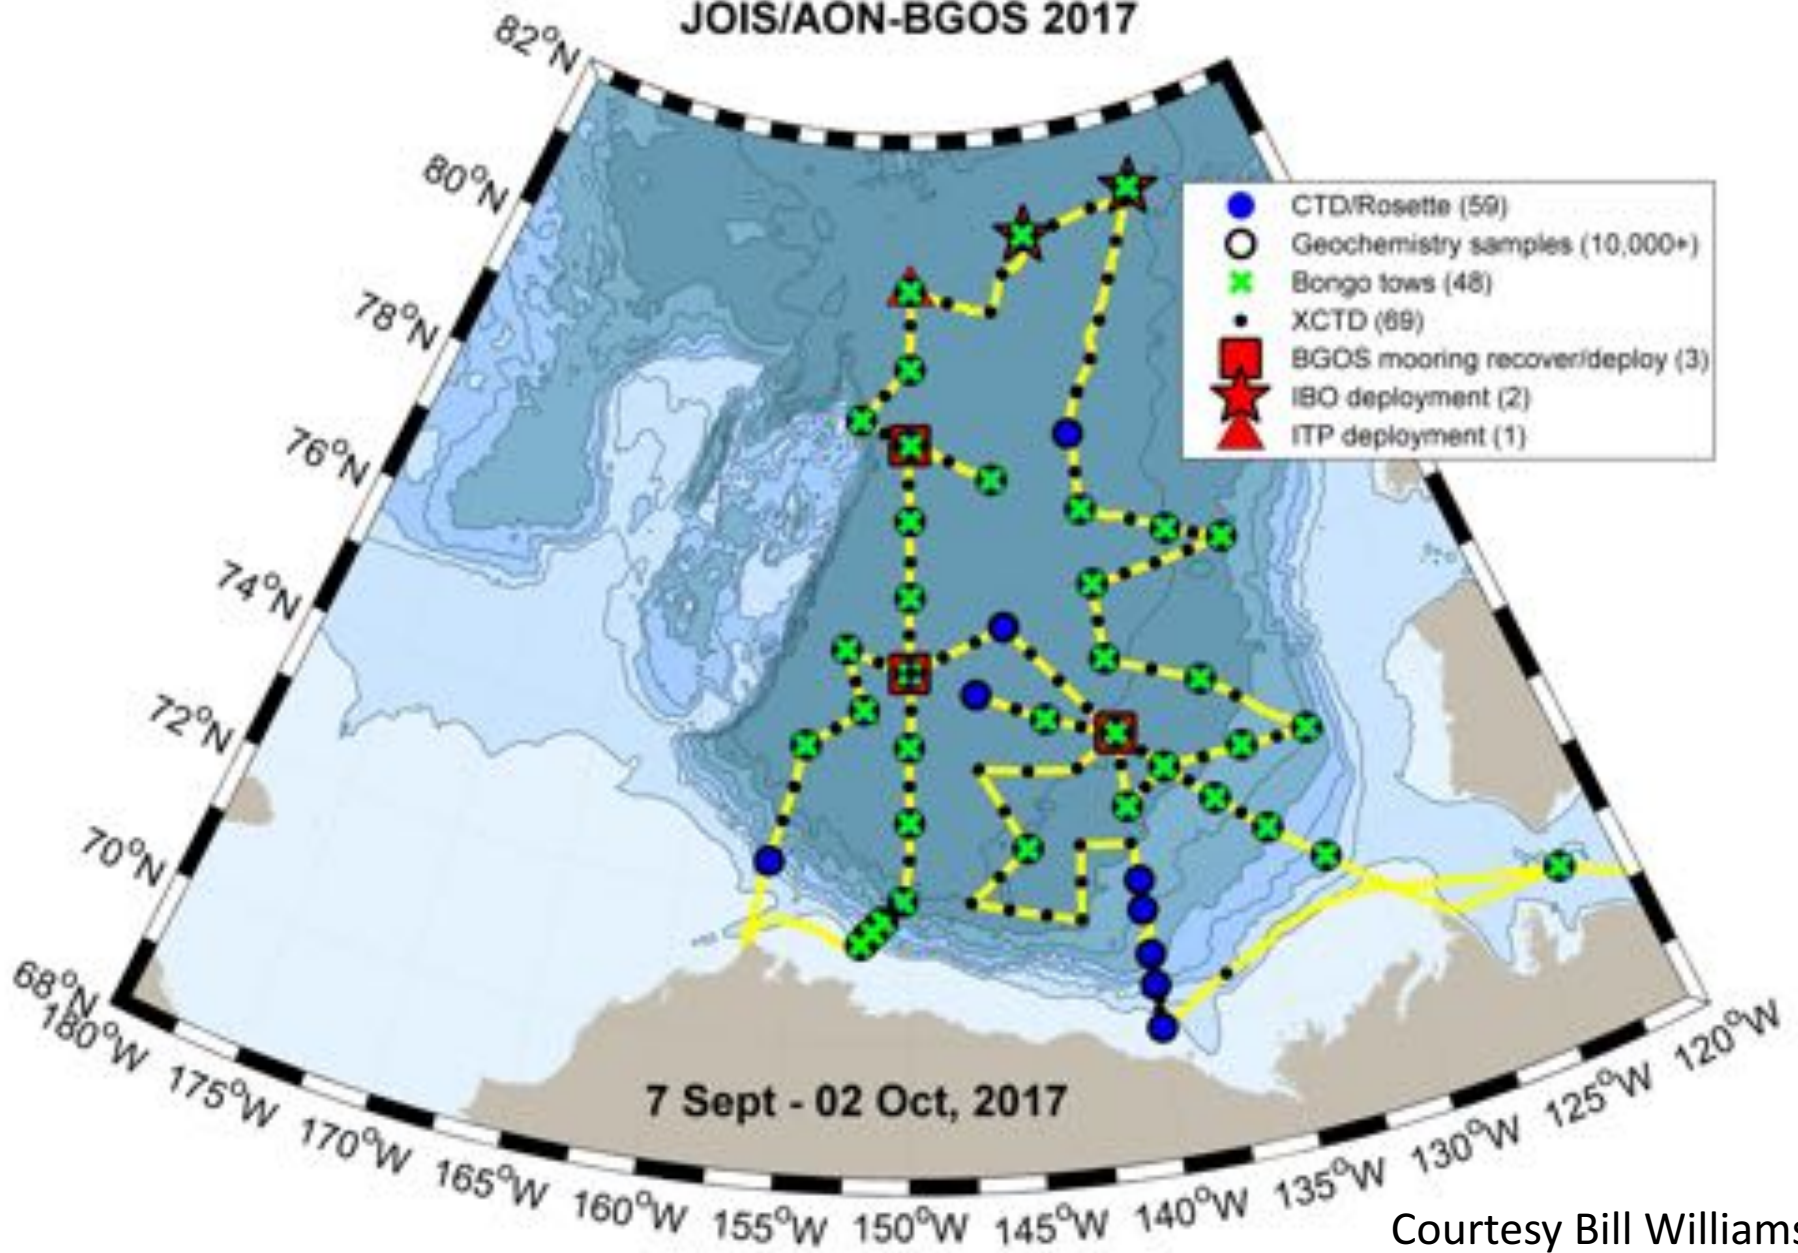 JOIS/AON-BGOS 2017
82°N
80°N
78°N
76°N
74°N
72°N
70°N
68°N
CTD/Rosette (59)
Geochemistry samples (10,000+)
Bongo tows (48)
XCTD (69)
BGOS mooring recover/deploy (3)
IBO deployment (2)
ITP deployment (1)
7 Sept - 02 Oct, 2017
180°W
175°W
170°W
165°W
160°W
155°W
150°W
145°W
140°W
135°W
130°W
125°W
120°W
Courtesy Bill Williams